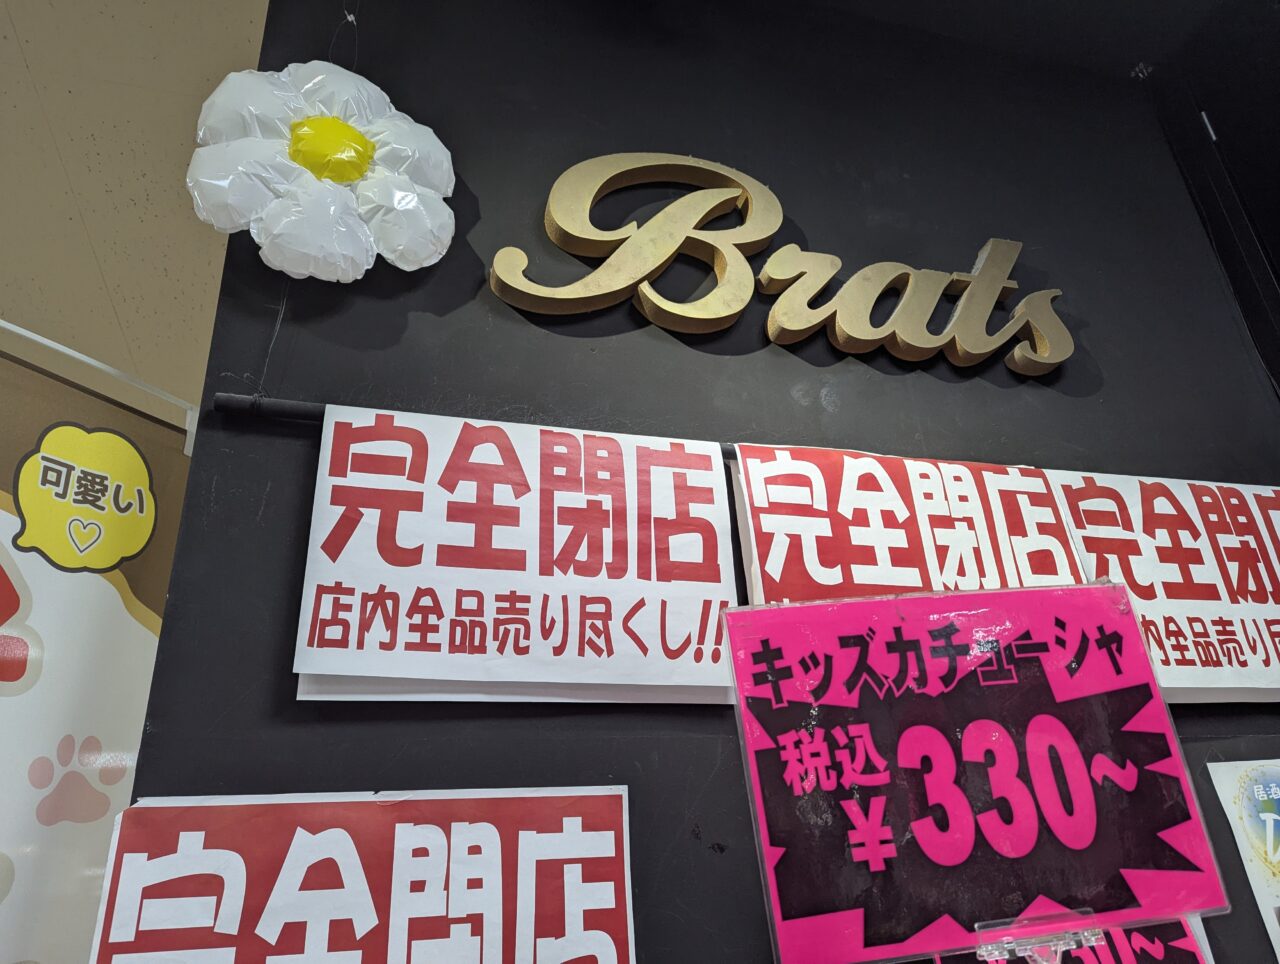 Brats
可愛い
完全閉店
店内全品売り尽くし!!
完全閉店
完全閉
内全品売り
キッズカチューシャ
税込
¥330~
完全閉店
居酒